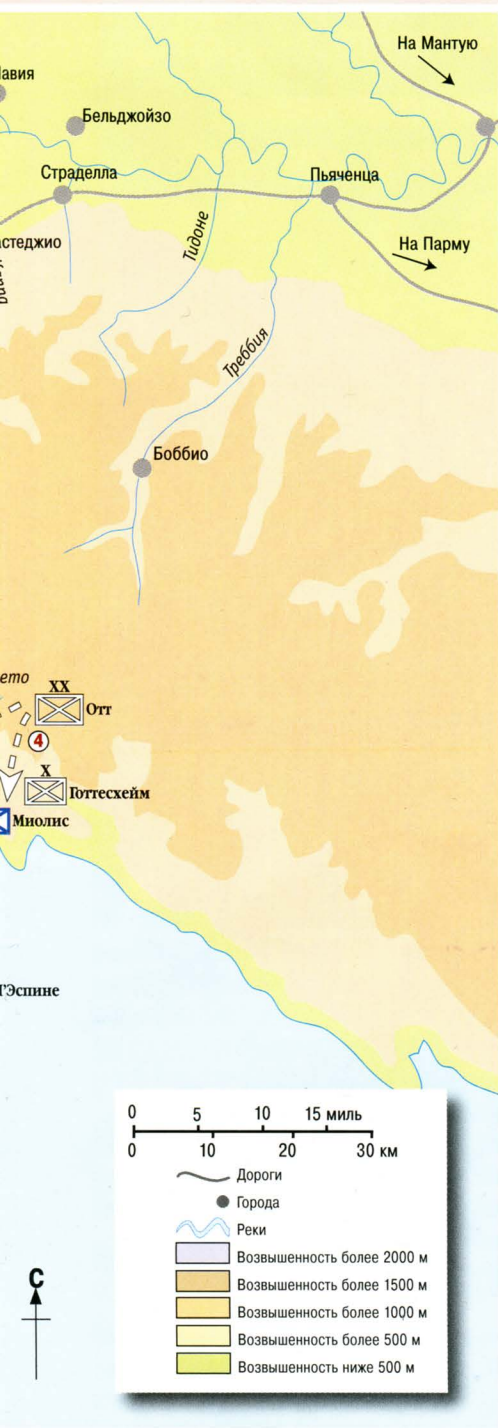 На Мантую
авия
Бельджойзо
Страделла
Пьяченца
астеджио
Тидоне
На Парму
Треббия
Боббио
ето
XX
Отт
4
X
Готтесхейм
Миолис
Г'Эспине
0 5 10 15 миль
0 10 20 30 км
Дороги
Города
Реки
Возвышенность более 2000 м
Возвышенность более 1500 м
Возвышенность более 1000 м
Возвышенность более 500 м
Возвышенность ниже 500 м
С